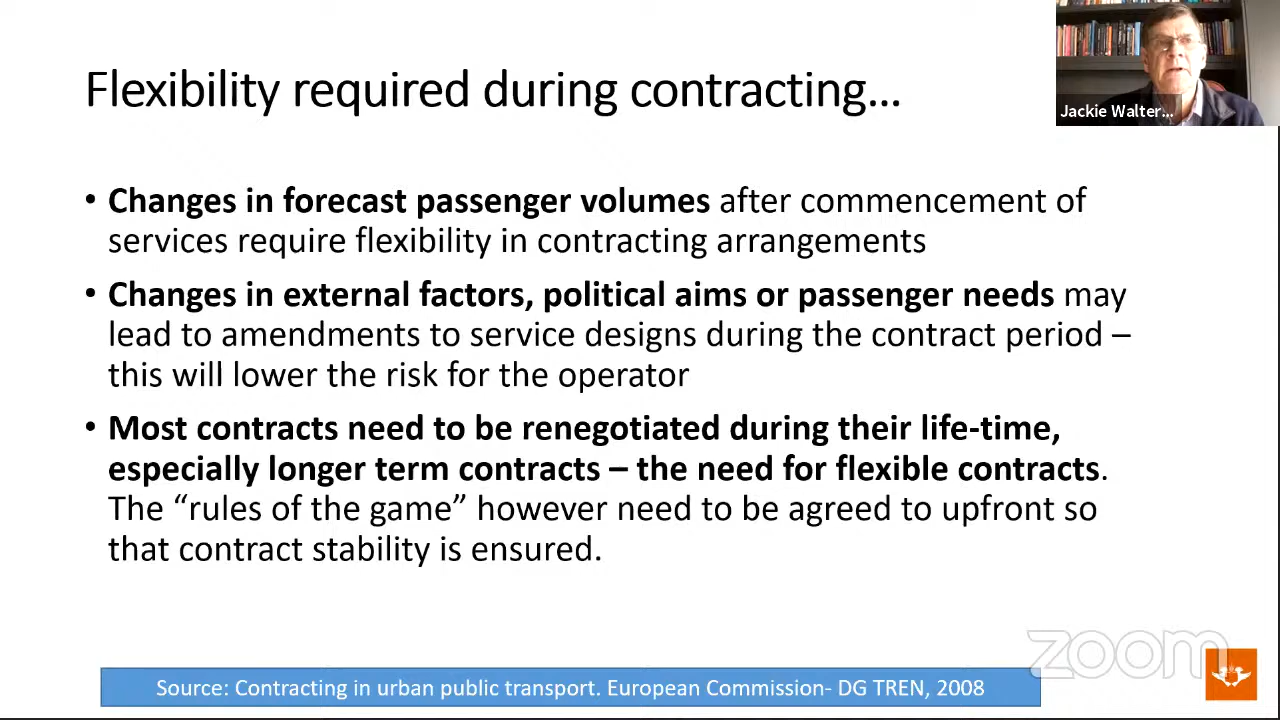 Flexibility required during contracting...
Jackie Walter...
• Changes in forecast passenger volumes after commencement of
services require flexibility in contracting arrangements
• Changes in external factors, political aims or passenger needs may
lead to amendments to service designs during the contract period –
this will lower the risk for the operator
• Most contracts need to be renegotiated during their life-time,
especially longer term contracts – the need for flexible contracts.
The “rules of the game” however need to be agreed to upfront so
that contract stability is ensured.
zoom
Source: Contracting in urban public transport. European Commission- DG TREN, 2008